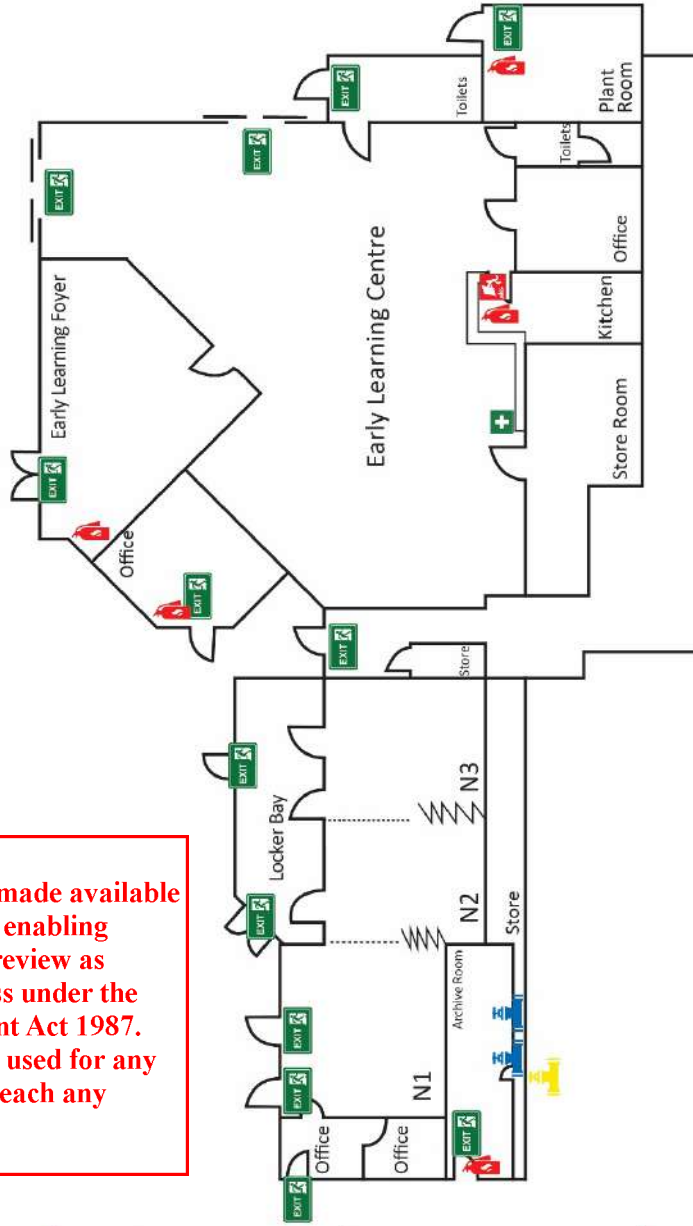 EXIT
Toilets
EXIT
Plant
Room
EXIT
EXIT
Toilets
Early Learning Foyer
Early Learning Centre
Office
Kitchen
EXIT
Store Room
Office
EXIT
EXIT
Store
EXIT
Locker Bay
N3
EXIT
N2
Store
Archive Room
EXIT
EXIT
N1
EXIT
Office
Office
EXIT
made available
enabling
review as
ss under the
nt Act 1987.
used for any
each any